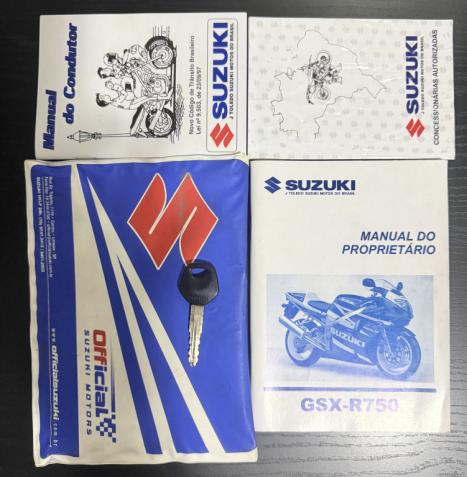 Manual
do Condutor
Novo Código de Trânsito Brasileiro
Lei nº 9.503, de 23/09/97
SUZUKI
J TOLEDO SUZUKI MOTOS DO BRASIL
SUZUKI
J TOLEDO SUZUKI MOTOS DO BRASIL
CONCESSIONÁRIAS AUTORIZADAS
Official
SUZUKI MOTORS
www.officialsuzuki.com.br
SUZUKI
J TOLEDO SUZUKI MOTOS DO BRASIL
MANUAL DO
PROPRIETÁRIO
GSX-R750